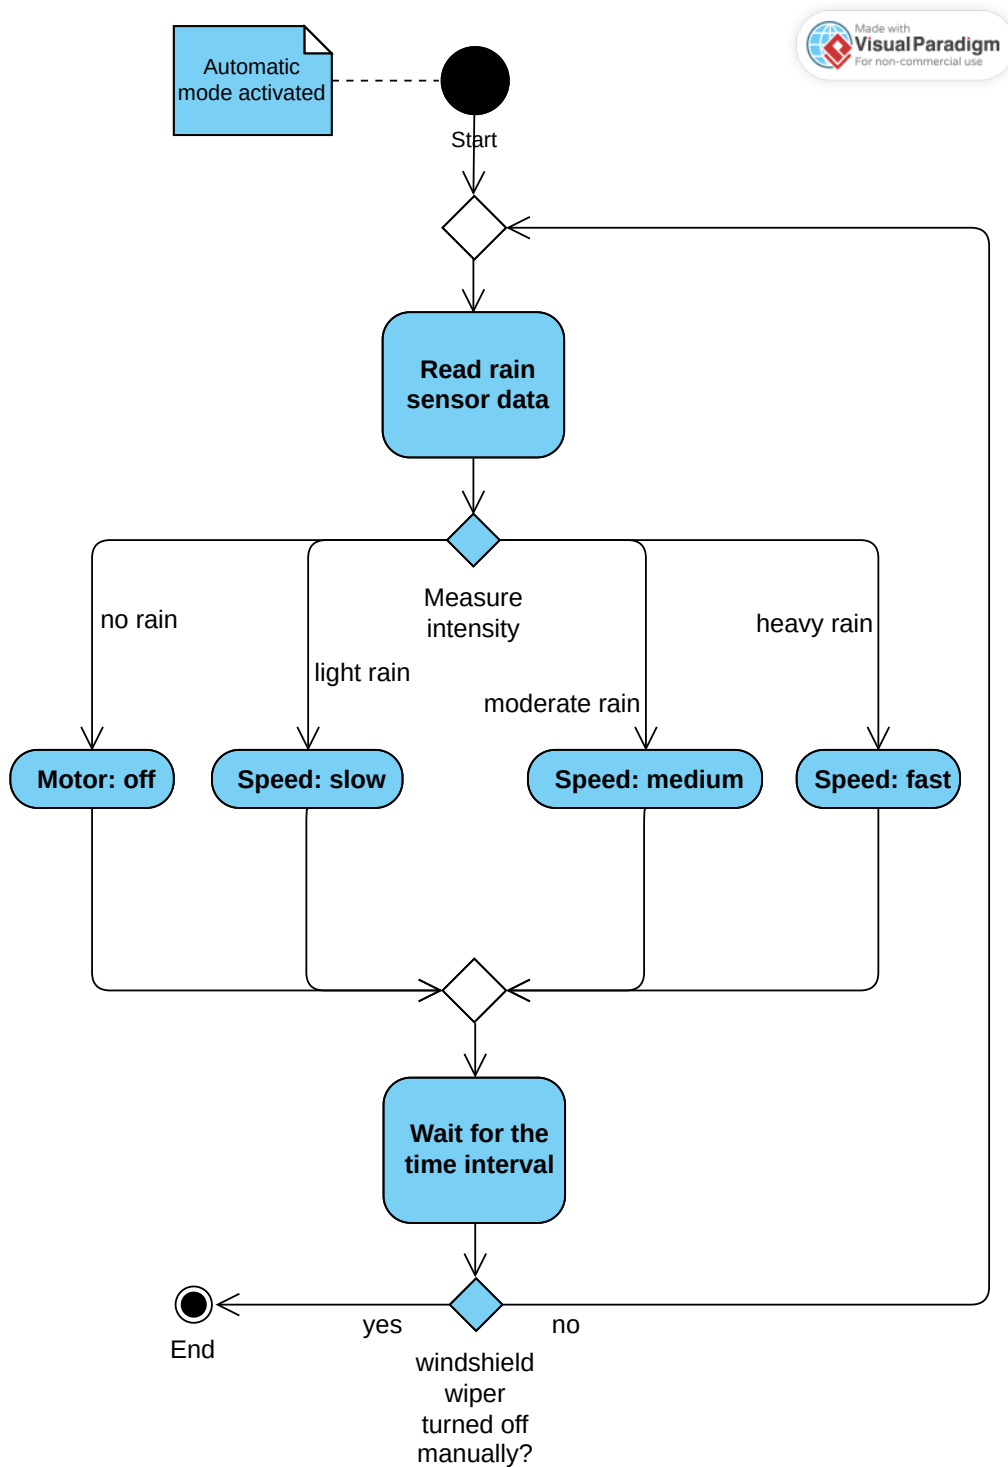 Made with
Visual Paradigm
For non-commercial use
Automatic
mode activated
Start
Read rain
sensor data
Measure
intensity
no rain
light rain
moderate rain
heavy rain
Motor: off
Speed: slow
Speed: medium
Speed: fast
Wait for the
time interval
yes
no
End
windshield
wiper
turned off
manually?